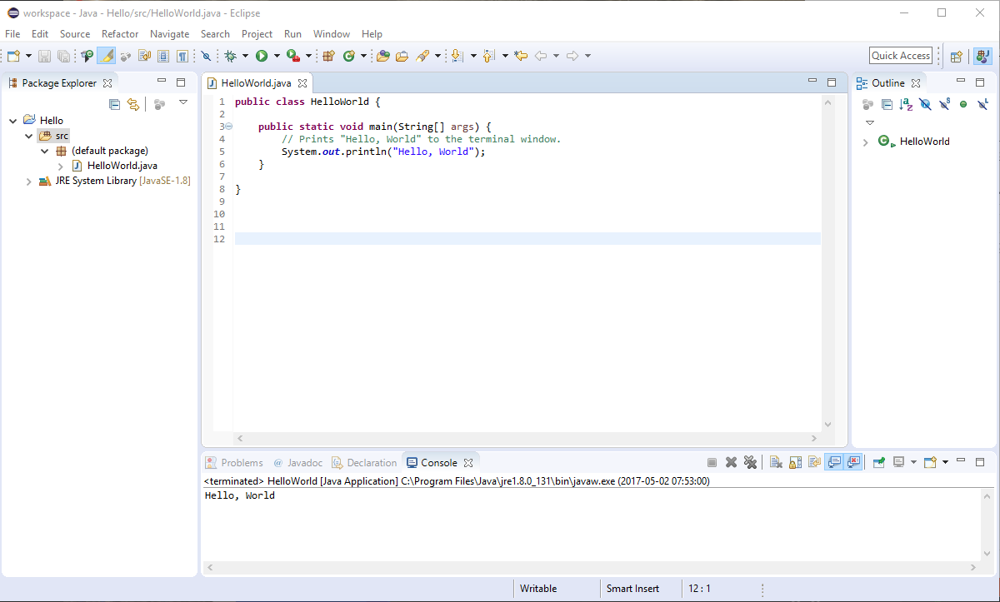 workspace - Java - Hello/src/HelloWorld.java - Eclipse
File Edit Source Refactor Navigate Search Project Run Window Help
Quick Access
Package Explorer
Hello
src
(default package)
HelloWorld.java
JRE System Library [JavaSE-1.8]
HelloWorld.java
1 public class HelloWorld {
2
3 public static void main(String[] args) {
4 // Prints "Hello, World" to the terminal window.
5 System.out.println("Hello, World");
6 }
7
8 }
9
10
11
12
Outline
HelloWorld
Problems @ Javadoc Declaration Console
<terminated> HelloWorld [Java Application] C:\Program Files\Java\jre1.8.0_131\bin\javaw.exe (2017-05-02 07:53:00)
Hello, World
Writable Smart Insert 12 : 1